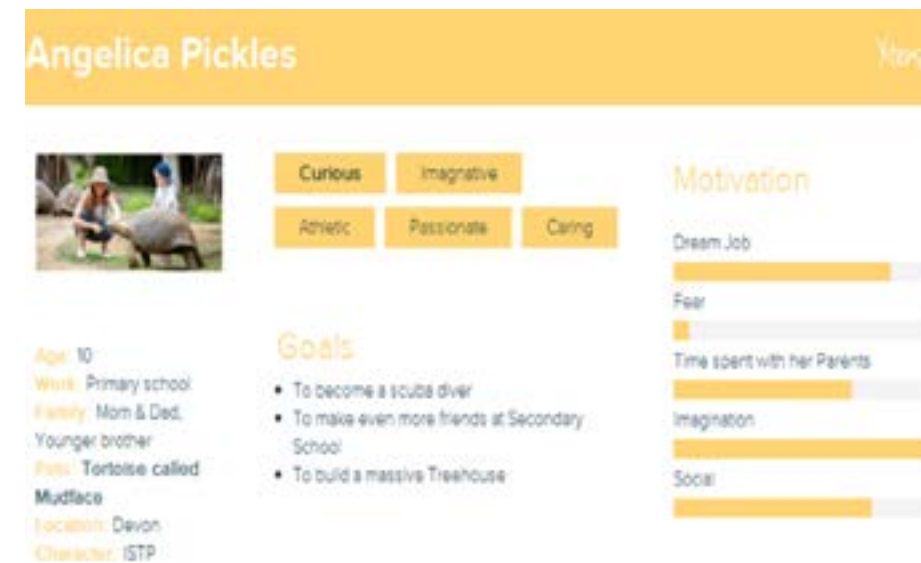 Angelica Pickles
Curious
Imagnative
Athletic
Passionate
Caring
Age: 10
Work: Primary school
Family: Mom & Dad,
Younger brother
Pets: Tortoise called
Mudface
Location: Devon
Character: ISTP
Goals
To become a scuba diver
To make even more friends at Secondary
School
To build a massive Treehouse
Motivation
Dream Job
Fear
Time spent with her Parents
Imagination
Social